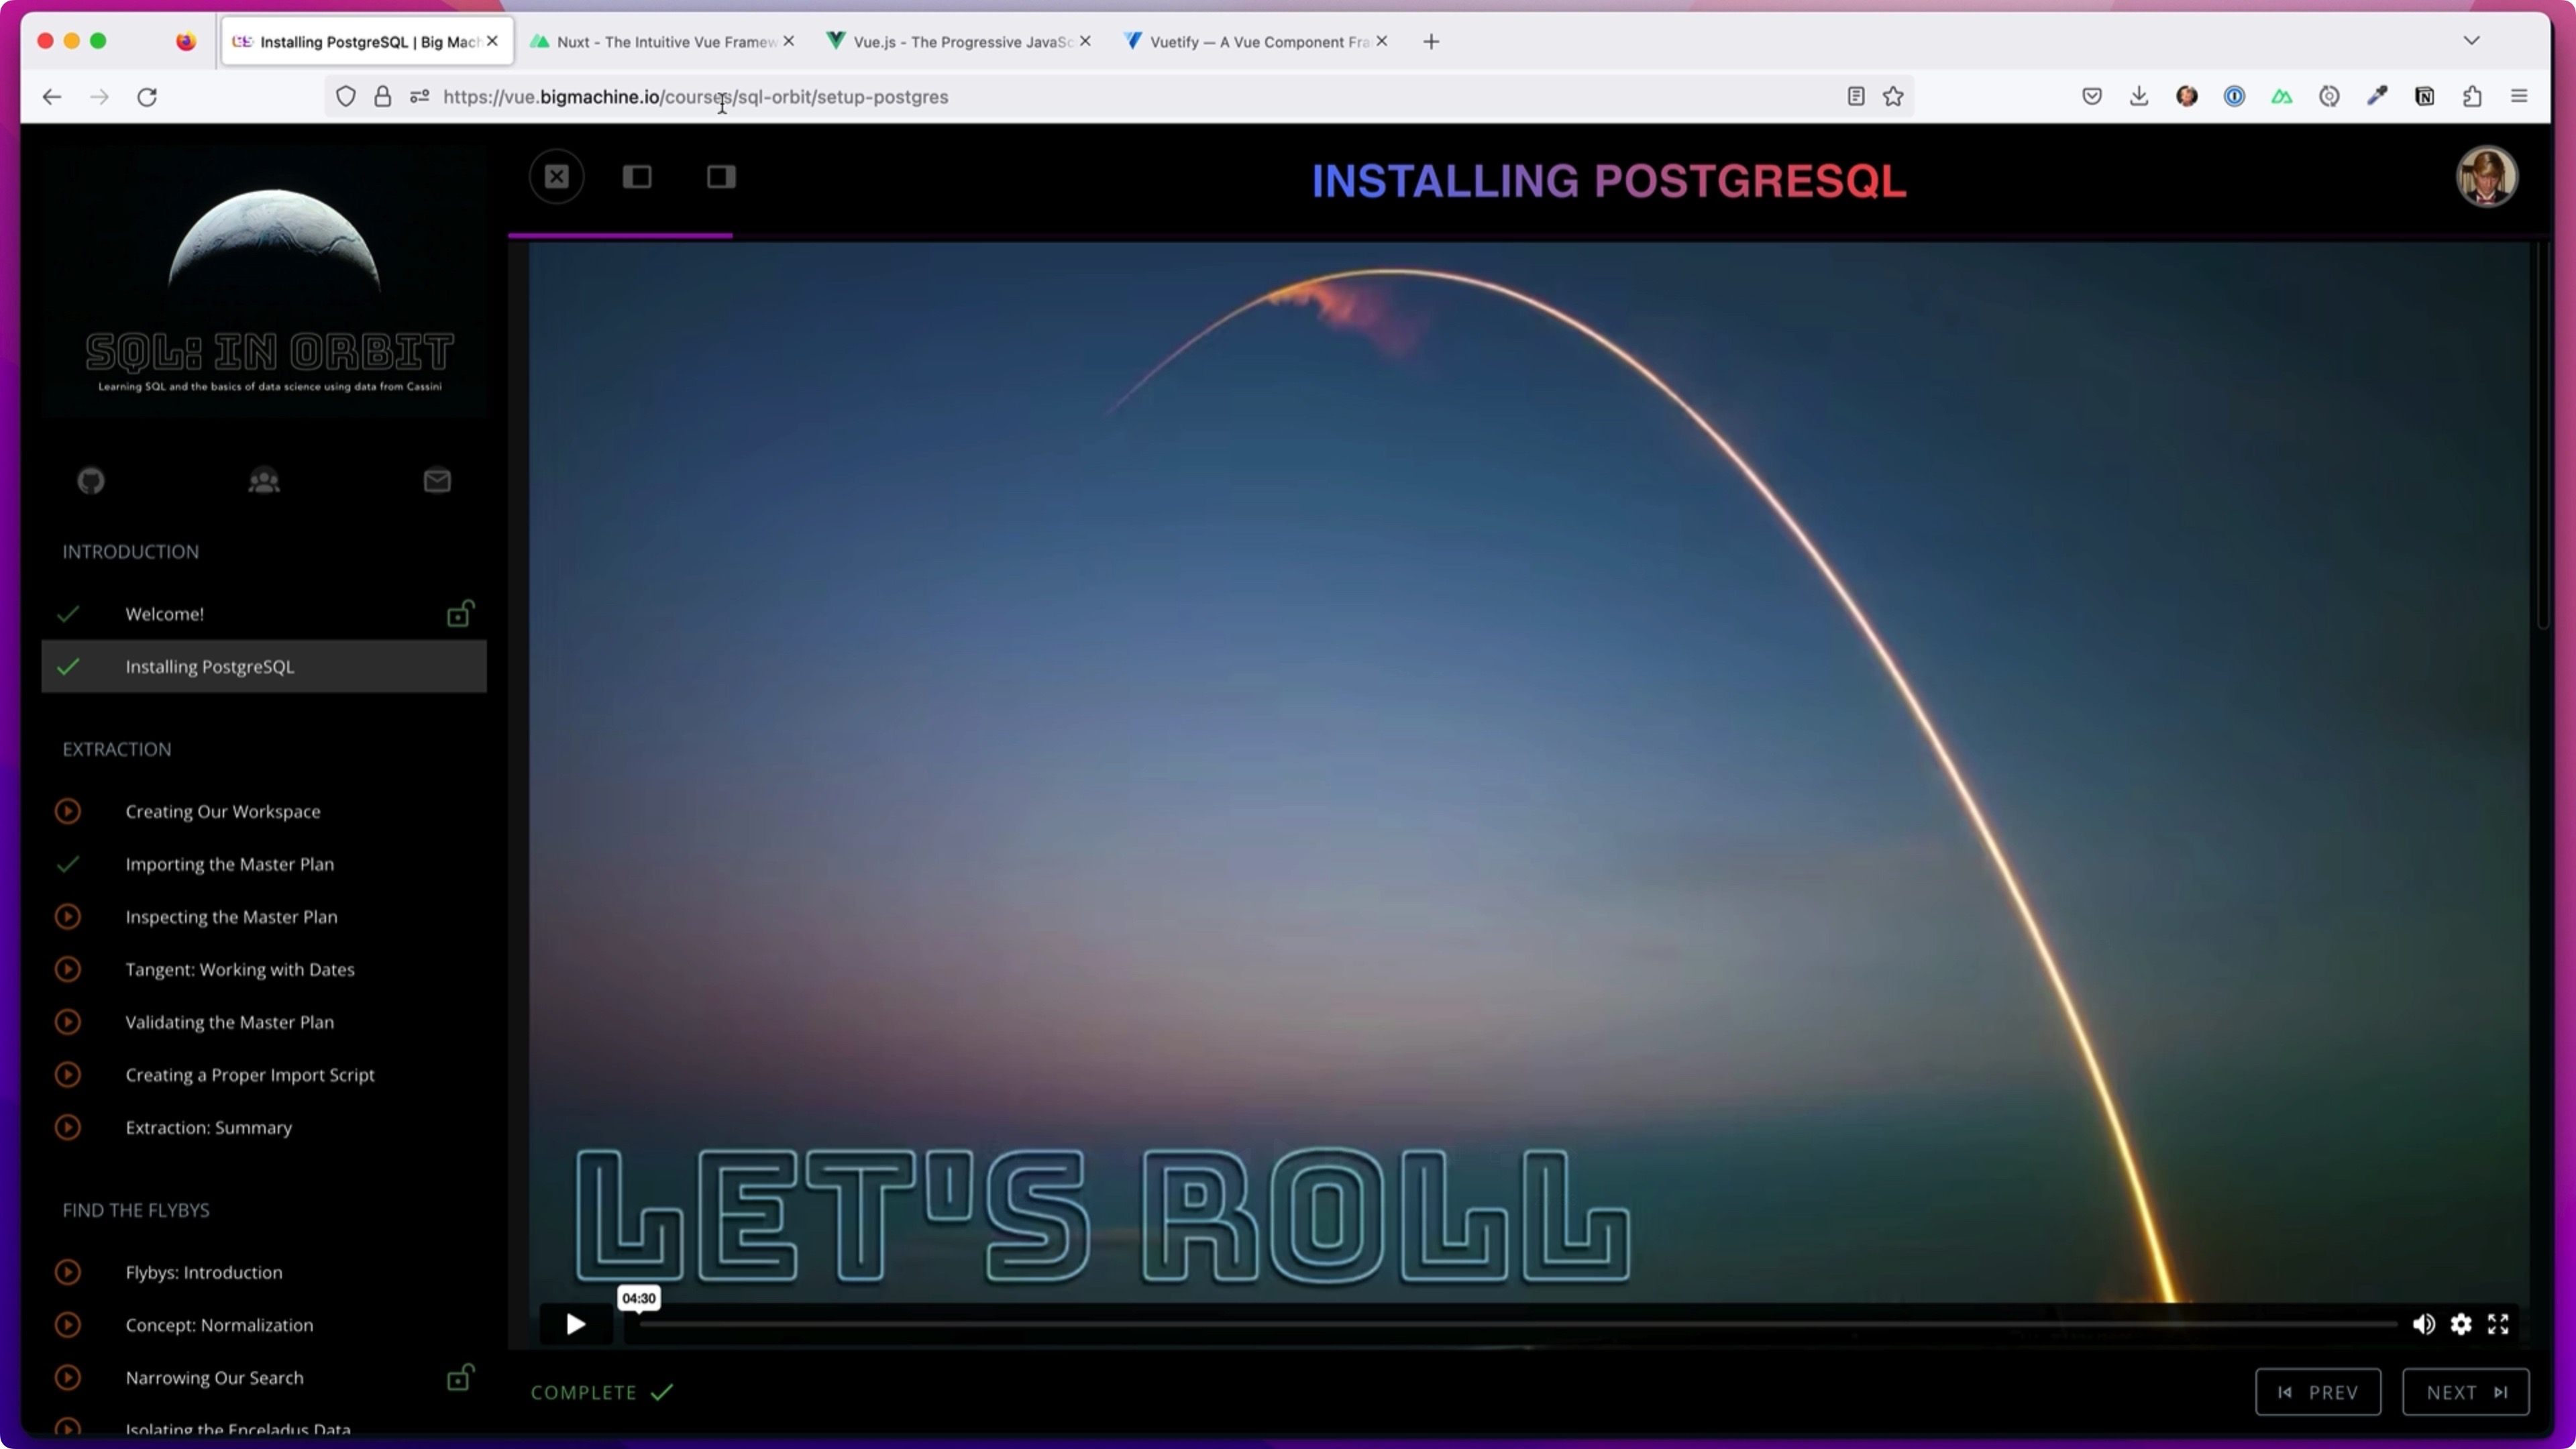 Installing PostgreSQL | Big Mach
Nuxt - The Intuitive Vue Framew
Vue.js - The Progressive JavaSc
Vuetify — A Vue Component Fra
https://vue.bigmachine.io/courses/sql-orbit/setup-postgres
INSTALLING POSTGRESQL
SQL: IN ORBIT
Learning SQL and the basics of data science using data from Cassini
INTRODUCTION
Welcome!
Installing PostgreSQL
EXTRACTION
Creating Our Workspace
Importing the Master Plan
Inspecting the Master Plan
Tangent: Working with Dates
Validating the Master Plan
Creating a Proper Import Script
Extraction: Summary
FIND THE FLYBYS
Flybys: Introduction
Concept: Normalization
Narrowing Our Search
Isolating the Enceladus Data
LET'S ROLL
04:30
COMPLETE
PREV
NEXT